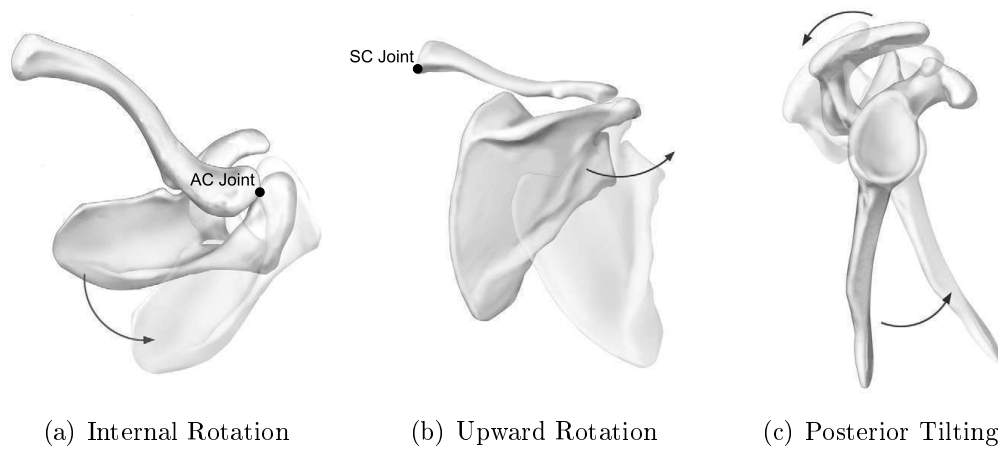 SC Joint
AC Joint
(a) Internal Rotation
(b) Upward Rotation
(c) Posterior Tilting